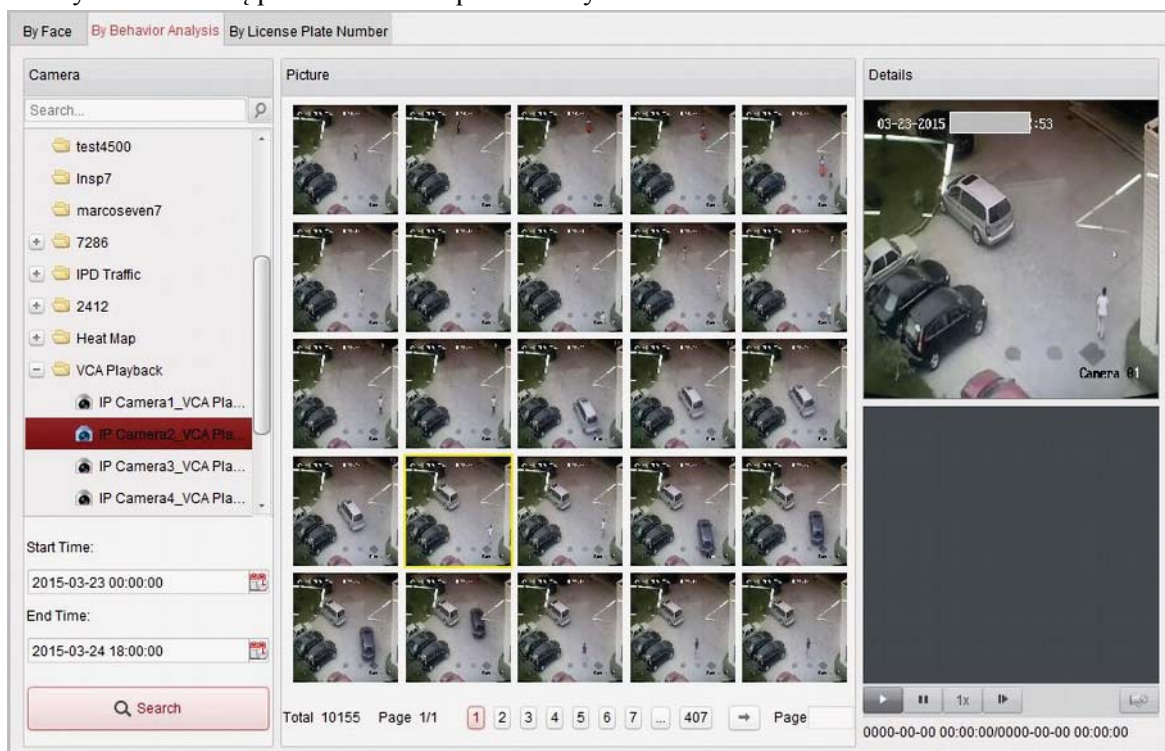 By Face By Behavior Analysis By License Plate Number
Camera
Search...
test4500
Insp7
marcoseven7
7286
IPD Traffic
2412
Heat Map
VCA Playback
IP Camera1_VCA Pla...
IP Camera2_VCA Pla...
IP Camera3_VCA Pla...
IP Camera4_VCA Pla...
Start Time:
2015-03-23 00:00:00
End Time:
2015-03-24 18:00:00
Search
Picture
Total 10155 Page 1/1 1 2 3 4 5 6 7 ... 407 Page
Details
03-23-2015 :53
Camera 01
1x
0000-00-00 00:00:00/0000-00-00 00:00:00